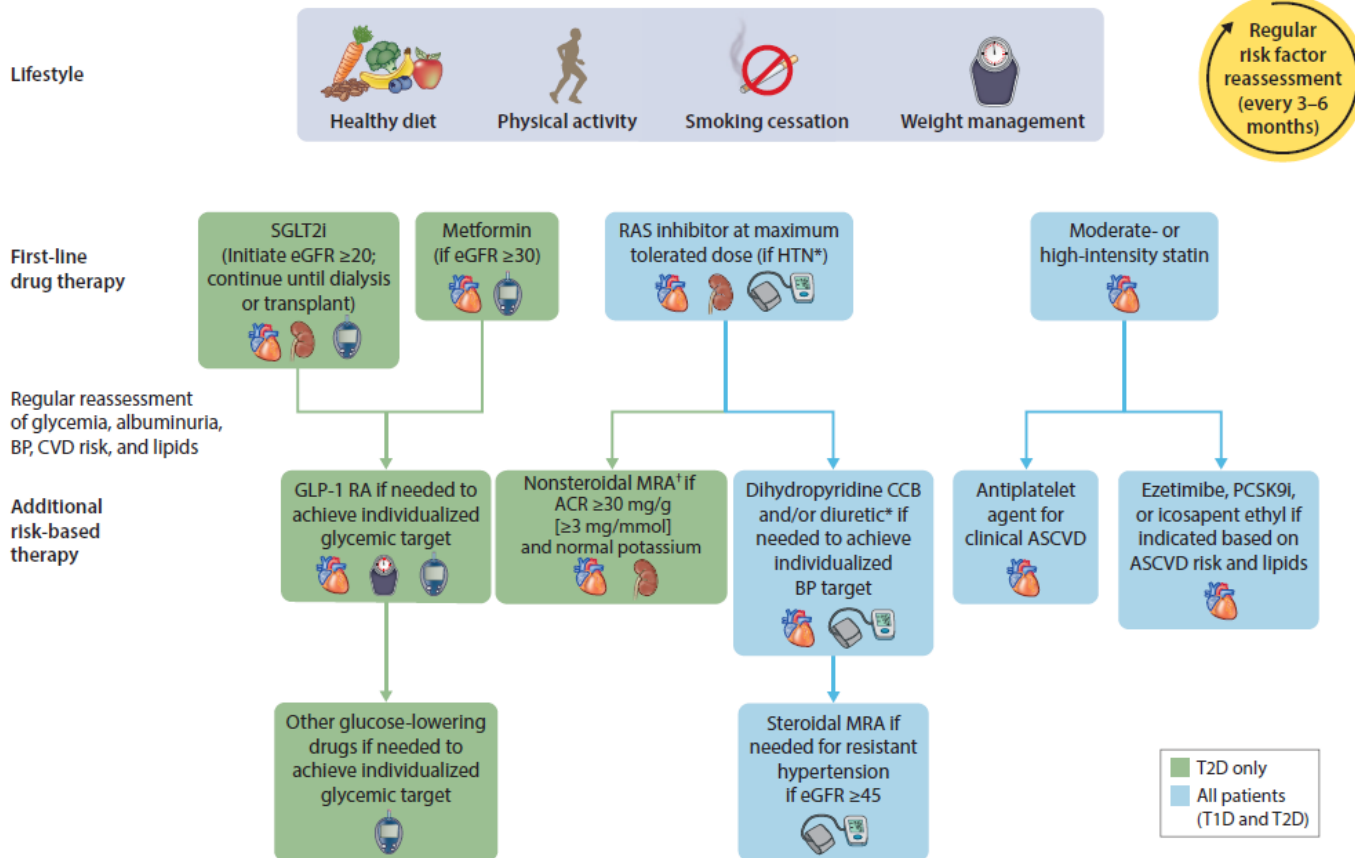 Lifestyle
Healthy diet
Physical activity
Smoking cessation
Weight management
Regular
risk factor
reassessment
(every 3–6
months)
First-line
drug therapy
SGLT2i
(Initiate eGFR ≥20;
continue until dialysis
or transplant)
Metformin
(if eGFR ≥30)
RAS inhibitor at maximum
tolerated dose (if HTN*)
Moderate- or
high-intensity statin
Regular reassessment
of glycemia, albuminuria,
BP, CVD risk, and lipids
Additional
risk-based
therapy
GLP-1 RA if needed to
achieve individualized
glycemic target
Nonsteroidal MRA† if
ACR ≥30 mg/g
[≥3 mg/mmol]
and normal potassium
Dihydropyridine CCB
and/or diuretic* if
needed to achieve
individualized
BP target
Antiplatelet
agent for
clinical ASCVD
Ezetimibe, PCSK9i,
or icosapent ethyl if
indicated based on
ASCVD risk and lipids
Other glucose-lowering
drugs if needed to
achieve individualized
glycemic target
Steroidal MRA if
needed for resistant
hypertension
if eGFR ≥45
T2D only
All patients
(T1D and T2D)